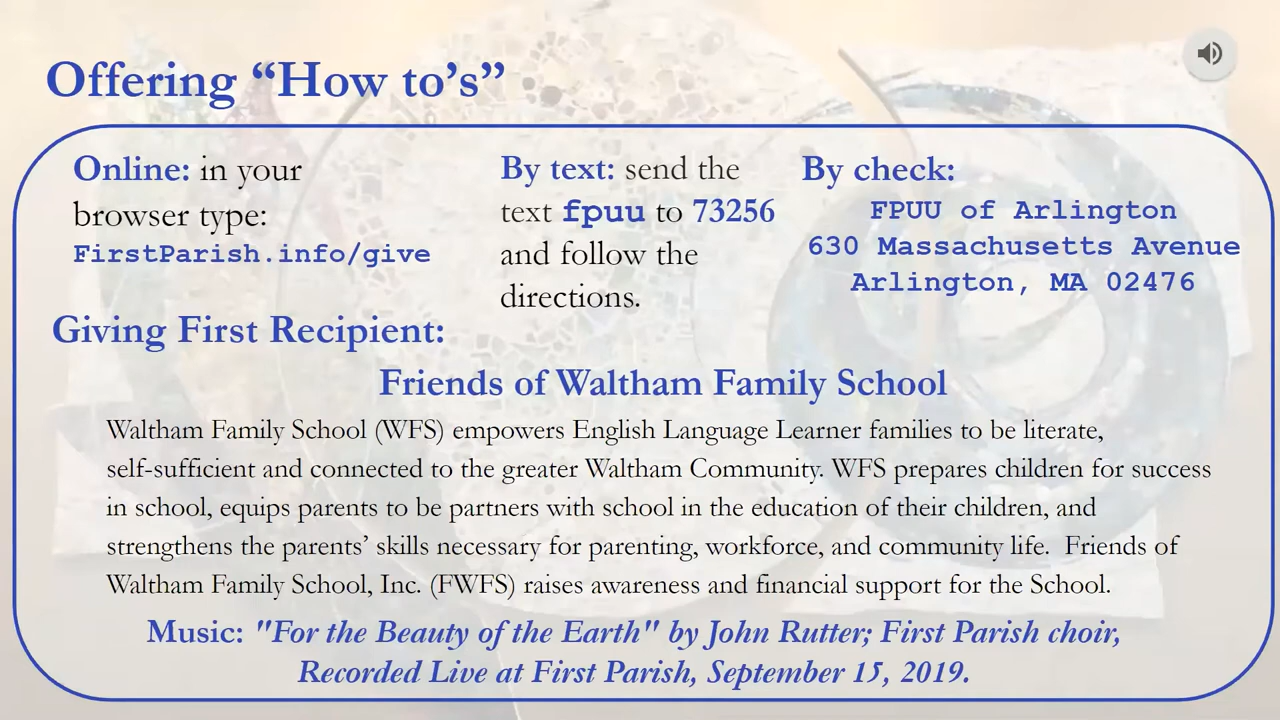 Offering “How to’s”
Online: in your
browser type:
FirstParish.info/give
By text: send the
text fpuu to 73256
and follow the
directions.
By check:
FPUU of Arlington
630 Massachusetts Avenue
Arlington, MA 02476
Giving First Recipient:
Friends of Waltham Family School
Waltham Family School (WFS) empowers English Language Learner families to be literate,
self-sufficient and connected to the greater Waltham Community. WFS prepares children for success
in school, equips parents to be partners with school in the education of their children, and
strengthens the parents’ skills necessary for parenting, workforce, and community life.  Friends of
Waltham Family School, Inc. (FWFS) raises awareness and financial support for the School.
Music: "For the Beauty of the Earth" by John Rutter; First Parish choir,
Recorded Live at First Parish, September 15, 2019.